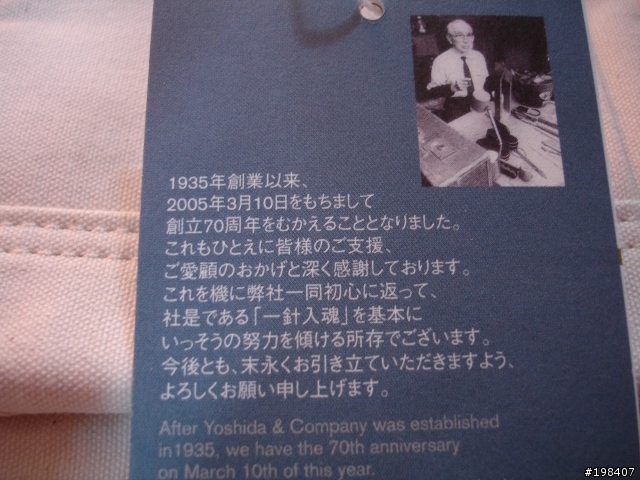 1935年創業以来、
2005年3月10日をもちまして
創立70周年をむかえることとなりました。
これもひとえに皆様のご支援、
ご愛顧のおかげと深く感謝しております。
これを機に弊社一同初心に返って、
社是である「一針入魂」を基本に
いっそうの努力を傾ける所存でございます。
今後とも、末永くお引き立ていただきますよう、
よろしくお願い申し上げます。
After Yoshida & Company was established
in1935, we have the 70th anniversary
on March 10th of this year.
#198407